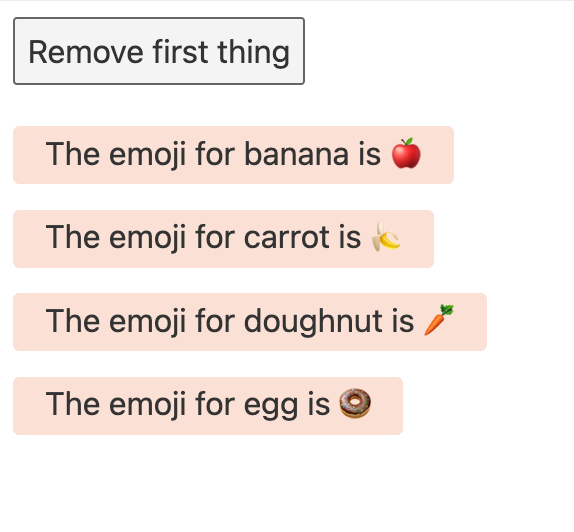 Remove first thing
The emoji for banana is 🍎
The emoji for carrot is 🍌
The emoji for doughnut is 🥕
The emoji for egg is 🍩